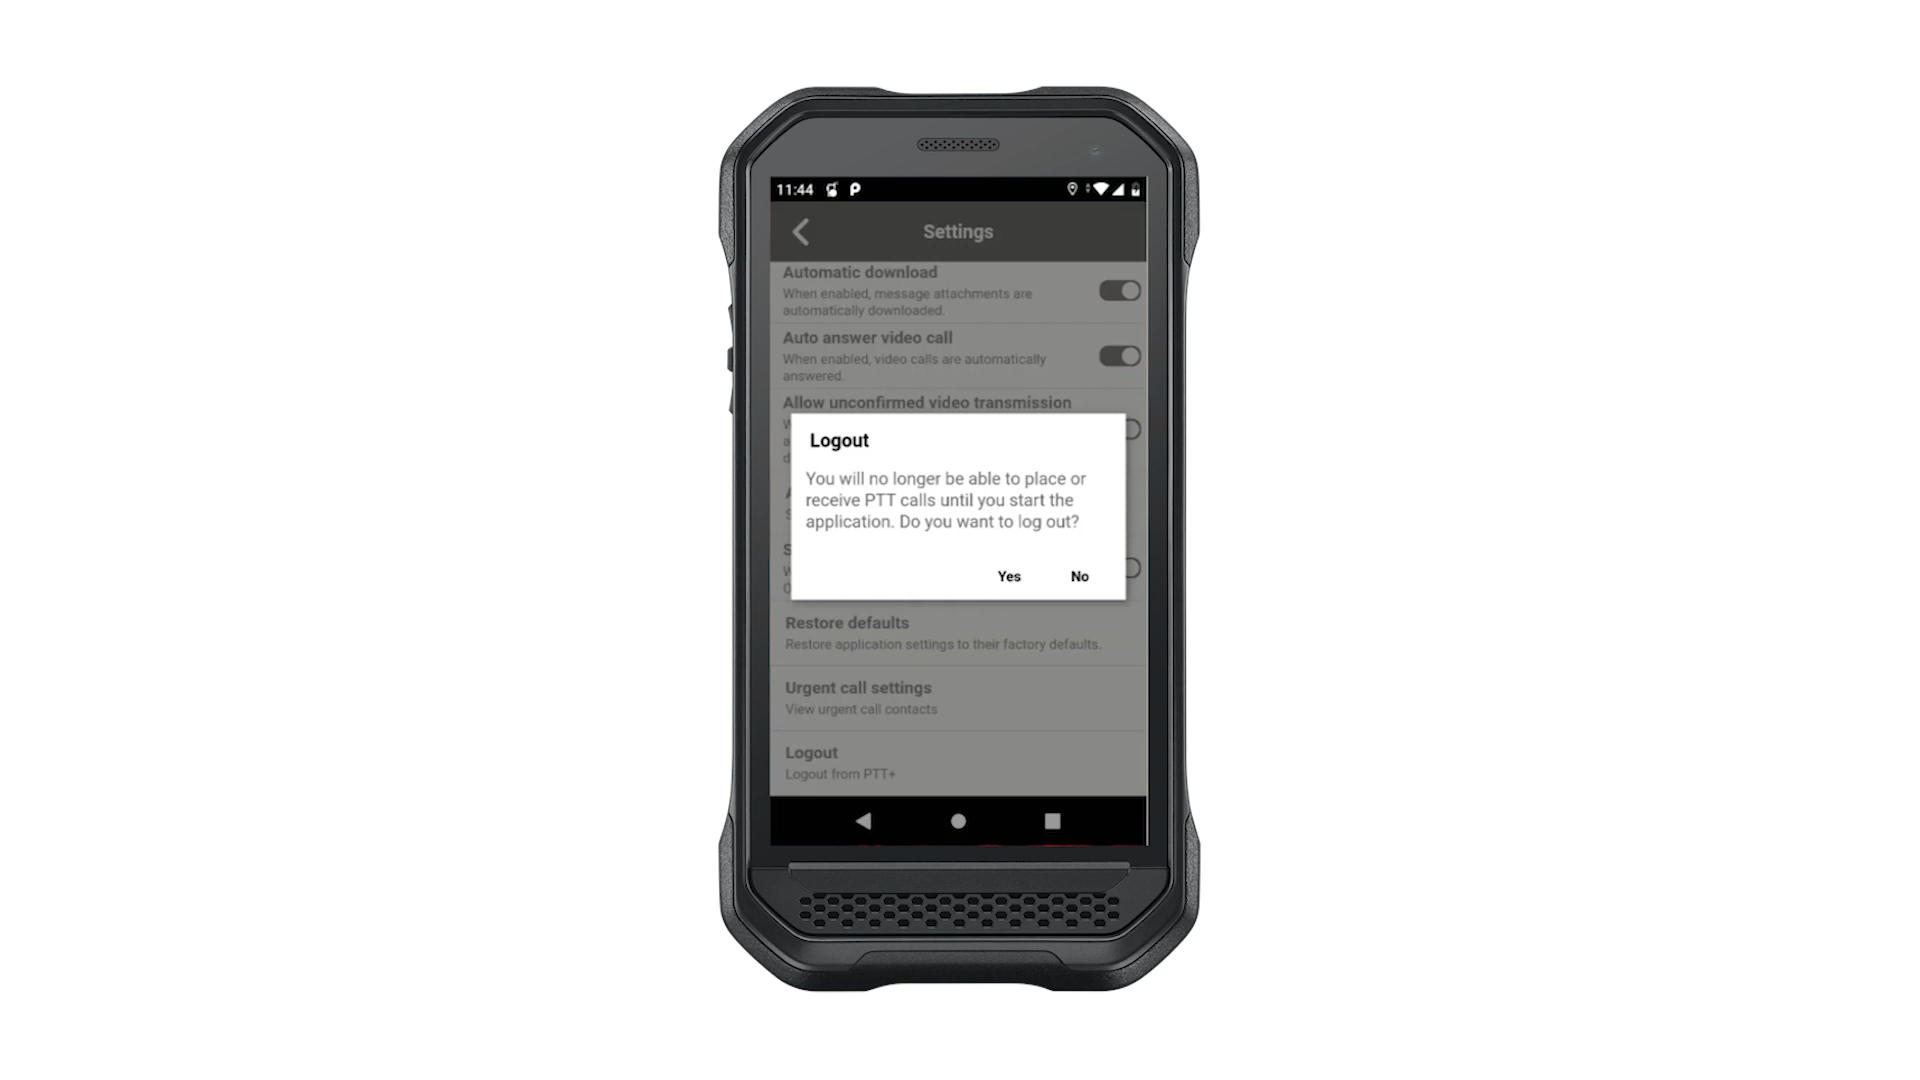 11:44
Settings
Automatic download
When enabled, message attachments are
automatically downloaded.
Auto answer video call
When enabled, video calls are automatically
answered.
Allow unconfirmed video transmission
Logout
You will no longer be able to place or
receive PTT calls until you start the
application. Do you want to log out?
Yes No
Restore defaults
Restore application settings to their factory defaults.
Urgent call settings
View urgent call contacts
Logout
Logout from PTT+